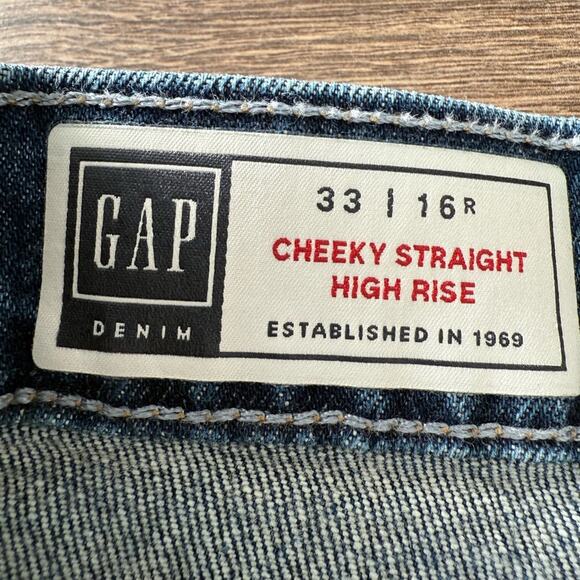 GAP
DENIM
33 | 16R
CHEEKY STRAIGHT
HIGH RISE
ESTABLISHED IN 1969